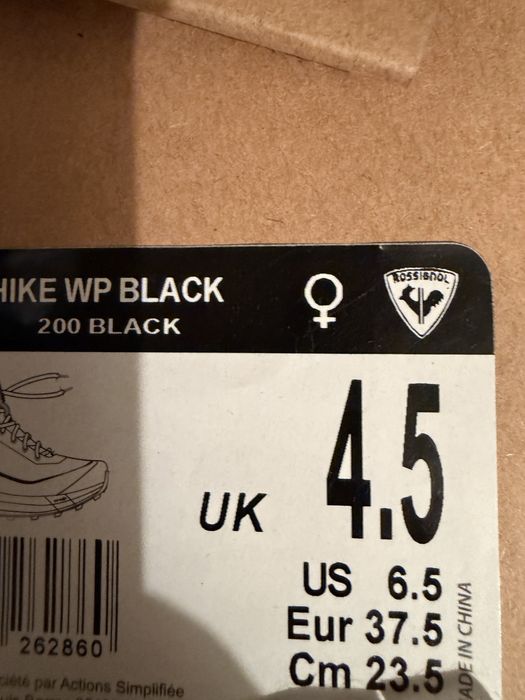 HIKE WP BLACK
200 BLACK
ROSSIGNOL
UK 4.5
US 6.5
Eur 37.5
Cm 23.5
ADE IN CHINA
262860
ciété par Actions Simplifiée